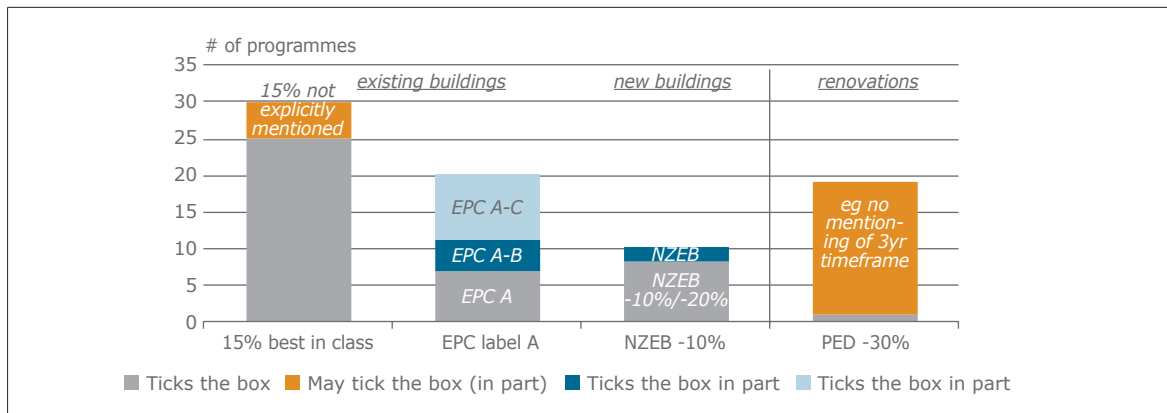 # of programmes
35
30
25
20
15
10
5
0
existing buildings
new buildings
renovations
15% not
explicitly
mentioned
EPC A-C
EPC A-B
EPC A
NZEB
NZEB
-10%/-20%
eg no
mention-
ing of 3yr
timeframe
15% best in class
EPC label A
NZEB -10%
PED -30%
Ticks the box
May tick the box (in part)
Ticks the box in part
Ticks the box in part